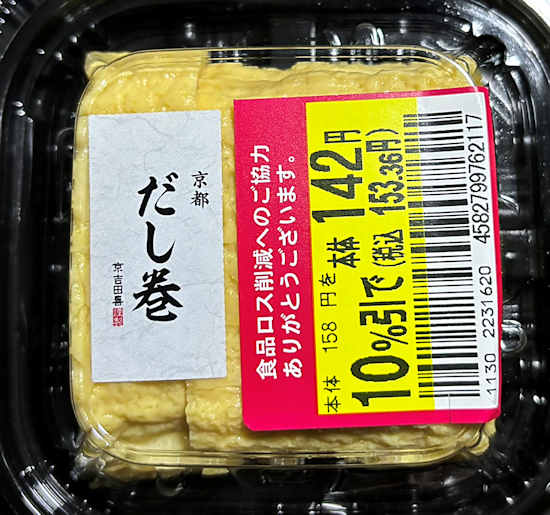 京都
だし巻
京吉田喜
食品ロス削減へのご協力
ありがとうございます。
本体 158 円を
10%引で
本体 142円
(税込 153.36円)
4582799762117
1130 2231620